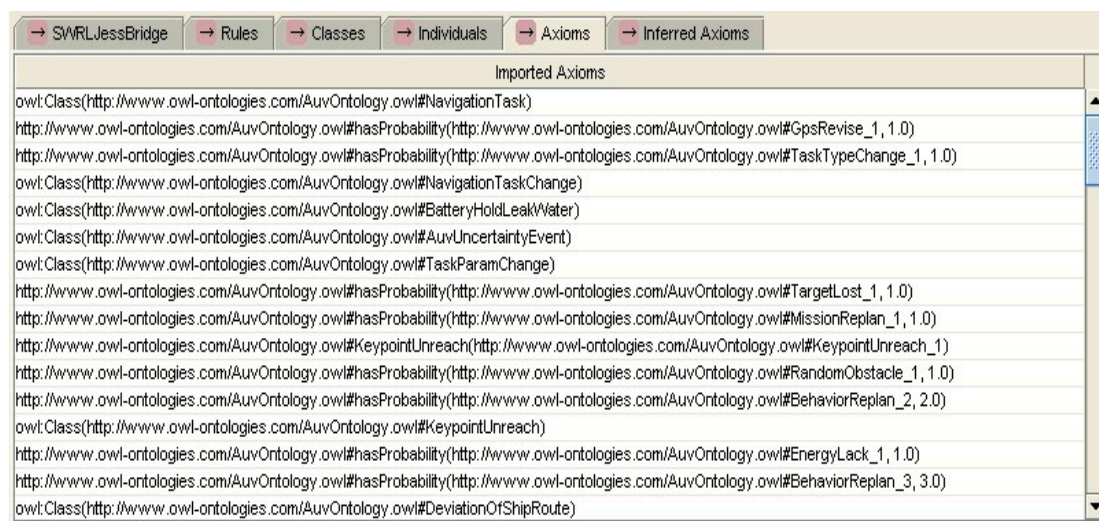 → SWRLJessBridge → Rules → Classes → Individuals → Axioms → Inferred Axioms
Imported Axioms
owl:Class(http://www.owl-ontologies.com/AuvOntology.owl#NavigationTask)
http://www.owl-ontologies.com/AuvOntology.owl#hasProbability(http://www.owl-ontologies.com/AuvOntology.owl#GpsRevise_1, 1.0)
http://www.owl-ontologies.com/AuvOntology.owl#hasProbability(http://www.owl-ontologies.com/AuvOntology.owl#TaskTypeChange_1, 1.0)
owl:Class(http://www.owl-ontologies.com/AuvOntology.owl#NavigationTaskChange)
owl:Class(http://www.owl-ontologies.com/AuvOntology.owl#BatteryHoldLeakWater)
owl:Class(http://www.owl-ontologies.com/AuvOntology.owl#AuvUncertaintyEvent)
owl:Class(http://www.owl-ontologies.com/AuvOntology.owl#TaskParamChange)
http://www.owl-ontologies.com/AuvOntology.owl#hasProbability(http://www.owl-ontologies.com/AuvOntology.owl#TargetLost_1, 1.0)
http://www.owl-ontologies.com/AuvOntology.owl#hasProbability(http://www.owl-ontologies.com/AuvOntology.owl#MissionReplan_1, 1.0)
http://www.owl-ontologies.com/AuvOntology.owl#KeypointUnreach(http://www.owl-ontologies.com/AuvOntology.owl#KeypointUnreach_1)
http://www.owl-ontologies.com/AuvOntology.owl#hasProbability(http://www.owl-ontologies.com/AuvOntology.owl#RandomObstacle_1, 1.0)
http://www.owl-ontologies.com/AuvOntology.owl#hasProbability(http://www.owl-ontologies.com/AuvOntology.owl#BehaviorReplan_2, 2.0)
owl:Class(http://www.owl-ontologies.com/AuvOntology.owl#KeypointUnreach)
http://www.owl-ontologies.com/AuvOntology.owl#hasProbability(http://www.owl-ontologies.com/AuvOntology.owl#EnergyLack_1, 1.0)
http://www.owl-ontologies.com/AuvOntology.owl#hasProbability(http://www.owl-ontologies.com/AuvOntology.owl#BehaviorReplan_3, 3.0)
owl:Class(http://www.owl-ontologies.com/AuvOntology.owl#DeviationOfShipRoute)